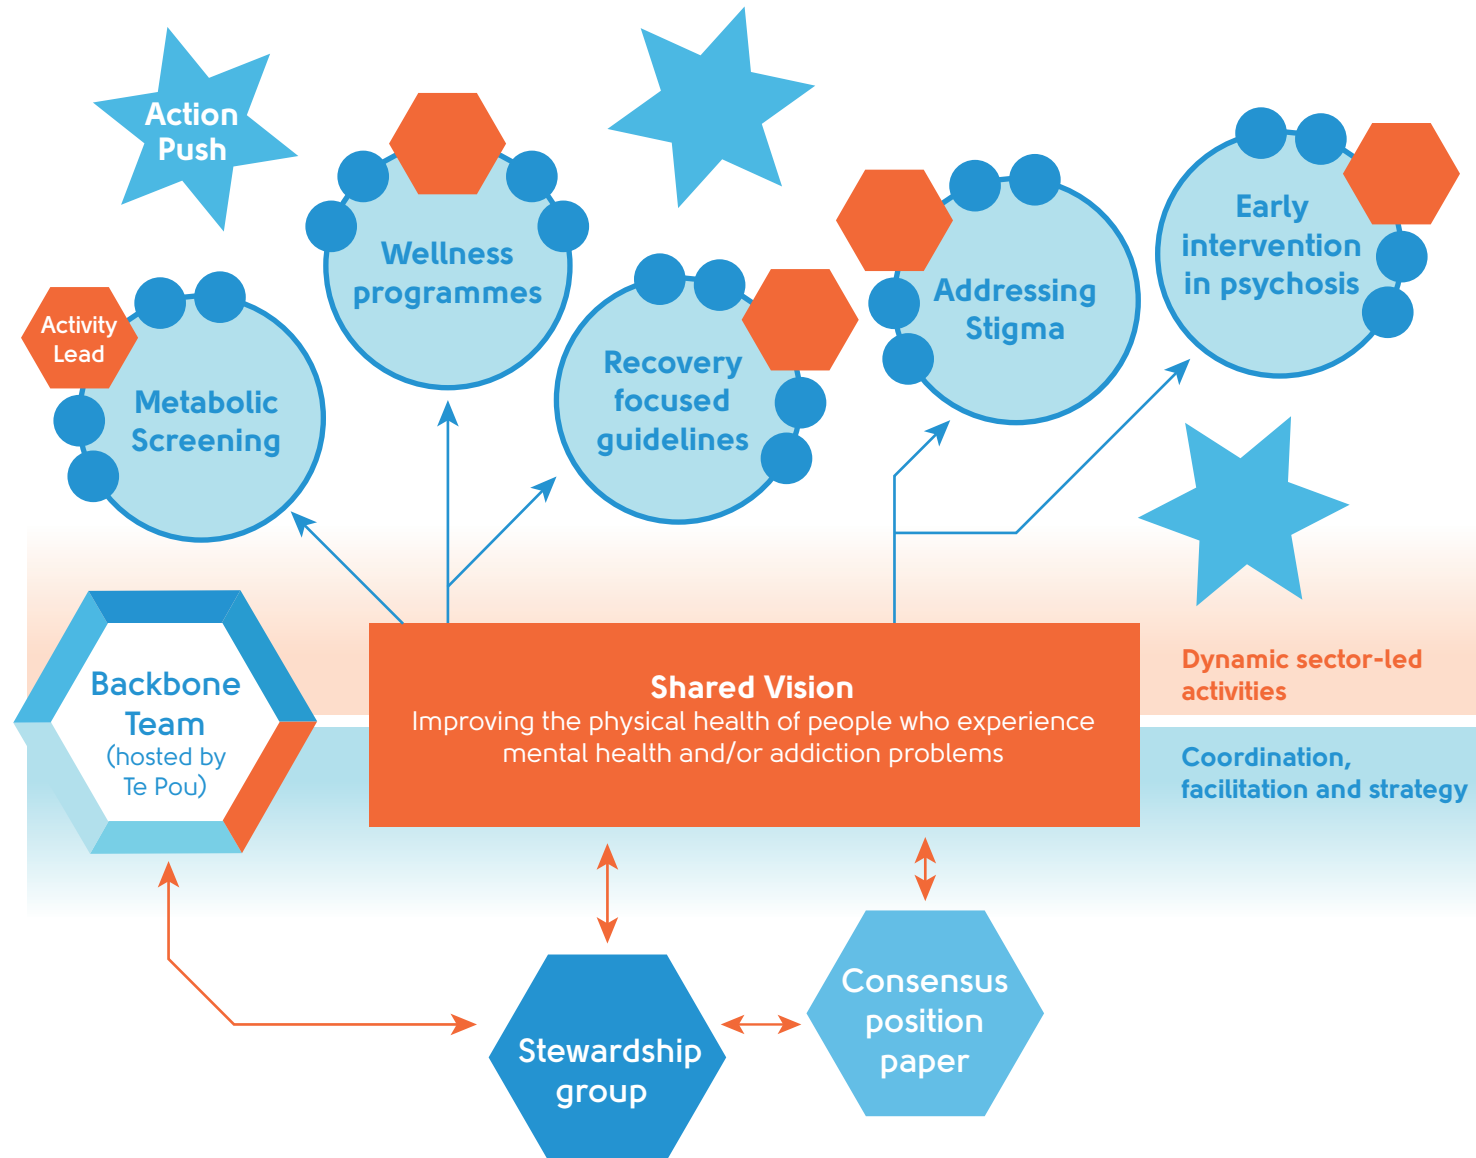 Action
Push
Wellness
programmes
Early
intervention
in psychosis
Addressing
Stigma
Activity
Lead
Metabolic
Screening
Recovery
focused
guidelines
Backbone
Team
(hosted by
Te Pou)
Shared Vision
Improving the physical health of people who experience
mental health and/or addiction problems
Dynamic sector-led
activities
Coordination,
facilitation and strategy
Stewardship
group
Consensus
position
paper